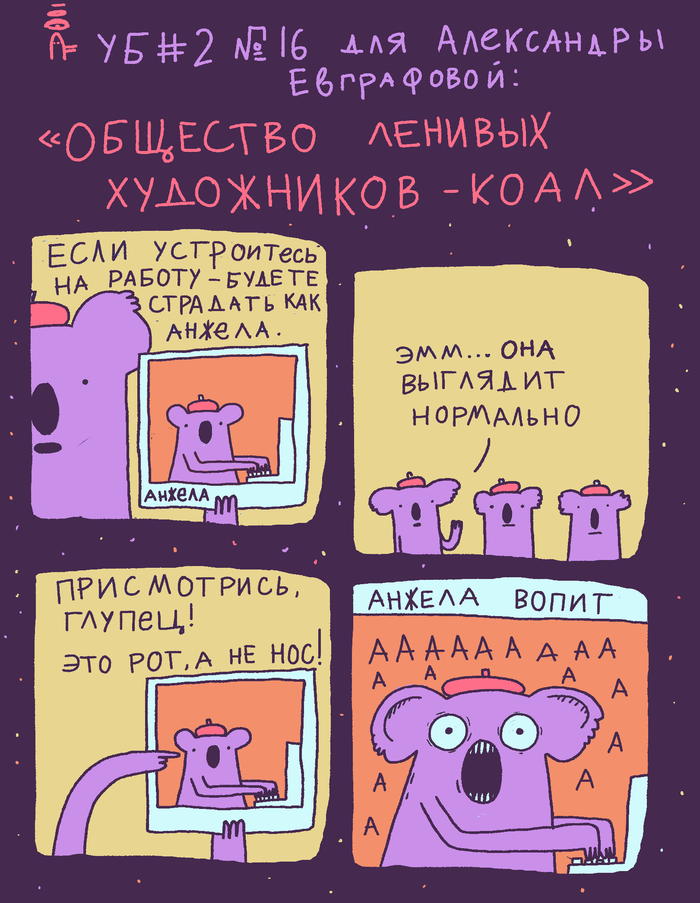 УБ#2 №16 для Александры
Евграфовой:
«ОБЩЕСТВО ЛЕНИВЫХ
ХУДОЖНИКОВ - КОАЛ»
ЕСЛИ УСТРОИТЕСЬ
НА РАБОТУ - БУДЕТЕ
СТРАДАТЬ КАК
АНЖЕЛА.
АНЖЕЛА
ЭММ... ОНА
ВЫГЛЯДИТ
НОРМАЛЬНО
ПРИСМОТРИСЬ,
ГЛУПЕЦ!
ЭТО РОТ, А НЕ НОС!
АНЖЕЛА ВОПИТ
А А А А А А А А А
А А А А
А А
А А
А